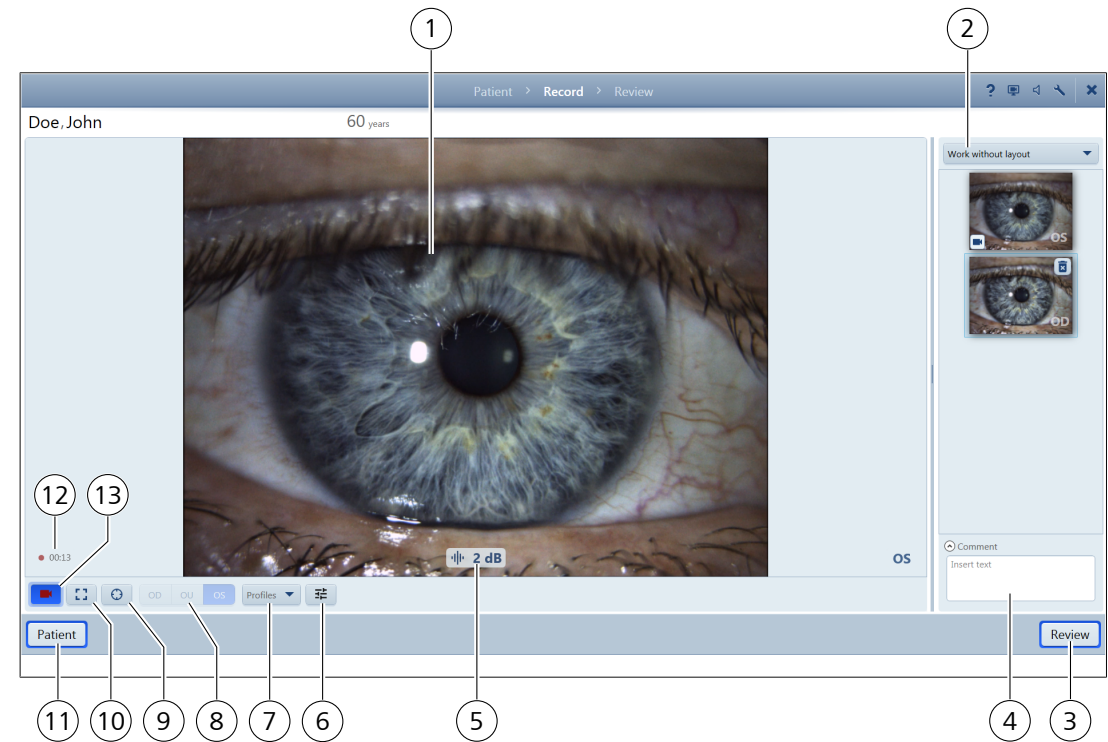 1
2
Patient > Record > Review
?
Doe, John
60 years
Work without layout
OS
OD
12
13
00:13
2 dB
OS
Comment
Insert text
OD OU OS Profiles
Patient
Review
11
10
9
8
7
6
5
4
3